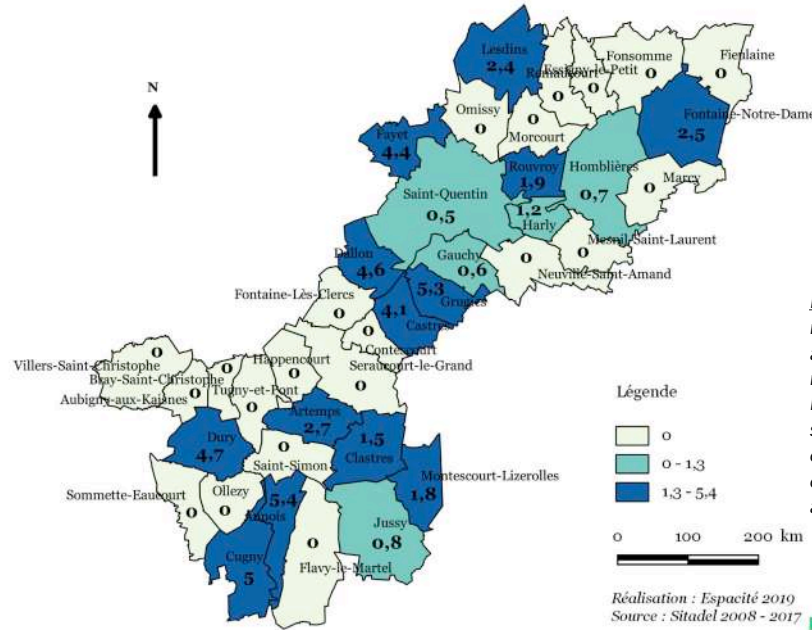 Lesdins
2,4
Fonsomme
0
Fieulaine
0
Essigny-le-Petit
0
Remaucourt
0
N
Omissy
0
0
Morcourt
Fontaine-Notre-Dame
2,5
Fayet
4,4
Rouvroy
1,9
Homblières
0,7
Marcy
0
Saint-Quentin
0,5
1,2
Harly
Mesnil-Saint-Laurent
0
Gauchy
0,6
0
Neuville-Saint-Amand
Dallon
4,6
5,3
Grugies
Fontaine-Lès-Clercs
0
4,1
Castres
0
Contescourt
Happencourt
0
Seraucourt-le-Grand
0
Villers-Saint-Christophe
0
Bray-Saint-Christophe
0
Tugny-et-Pont
0
Aubigny-aux-Kaisnes
0
Artemps
2,7
1,5
Clastres
Dury
4,7
0
Saint-Simon
Montescourt-Lizerolles
1,8
Sommette-Eaucourt
0
Ollezy
0
5,4
Annois
Jussy
0,8
Cugny
5
0
Flavy-le-Martel
Légende
0
0 - 1,3
1,3 - 5,4
0 100 200 km
Réalisation : Espacité 2019
Source : Sitadel 2008 - 2017